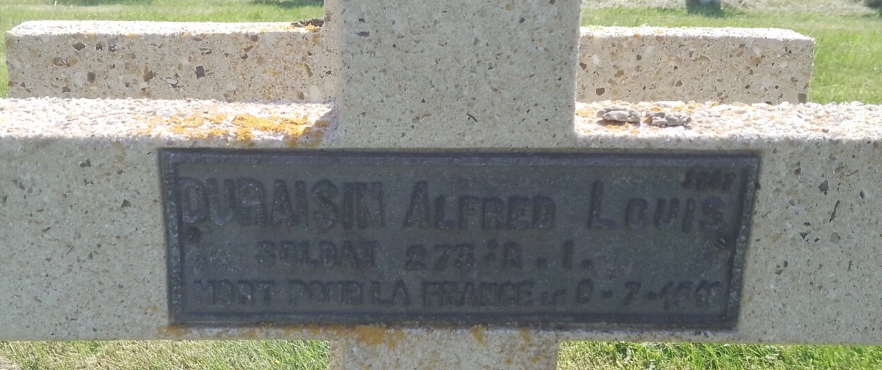 DURAISIN ALFRED LOUIS
SOLDAT 273 R.I.
MORT POUR LA FRANCE LE